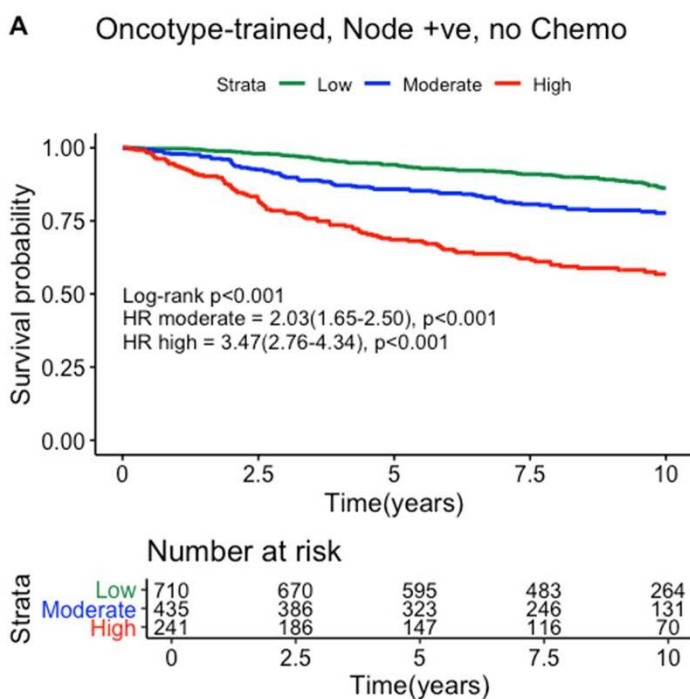 A Oncotype-trained, Node +ve, no Chemo
Strata Low Moderate High
Survival probability
1.00
0.75
0.50
0.25
0.00
Log-rank p<0.001
HR moderate = 2.03(1.65-2.50), p<0.001
HR high = 3.47(2.76-4.34), p<0.001
0 2.5 5 7.5 10
Time(years)
Number at risk
Strata
Low 710 670 595 483 264
Moderate 435 386 323 246 131
High 241 186 147 116 70
0 2.5 5 7.5 10
Time(years)